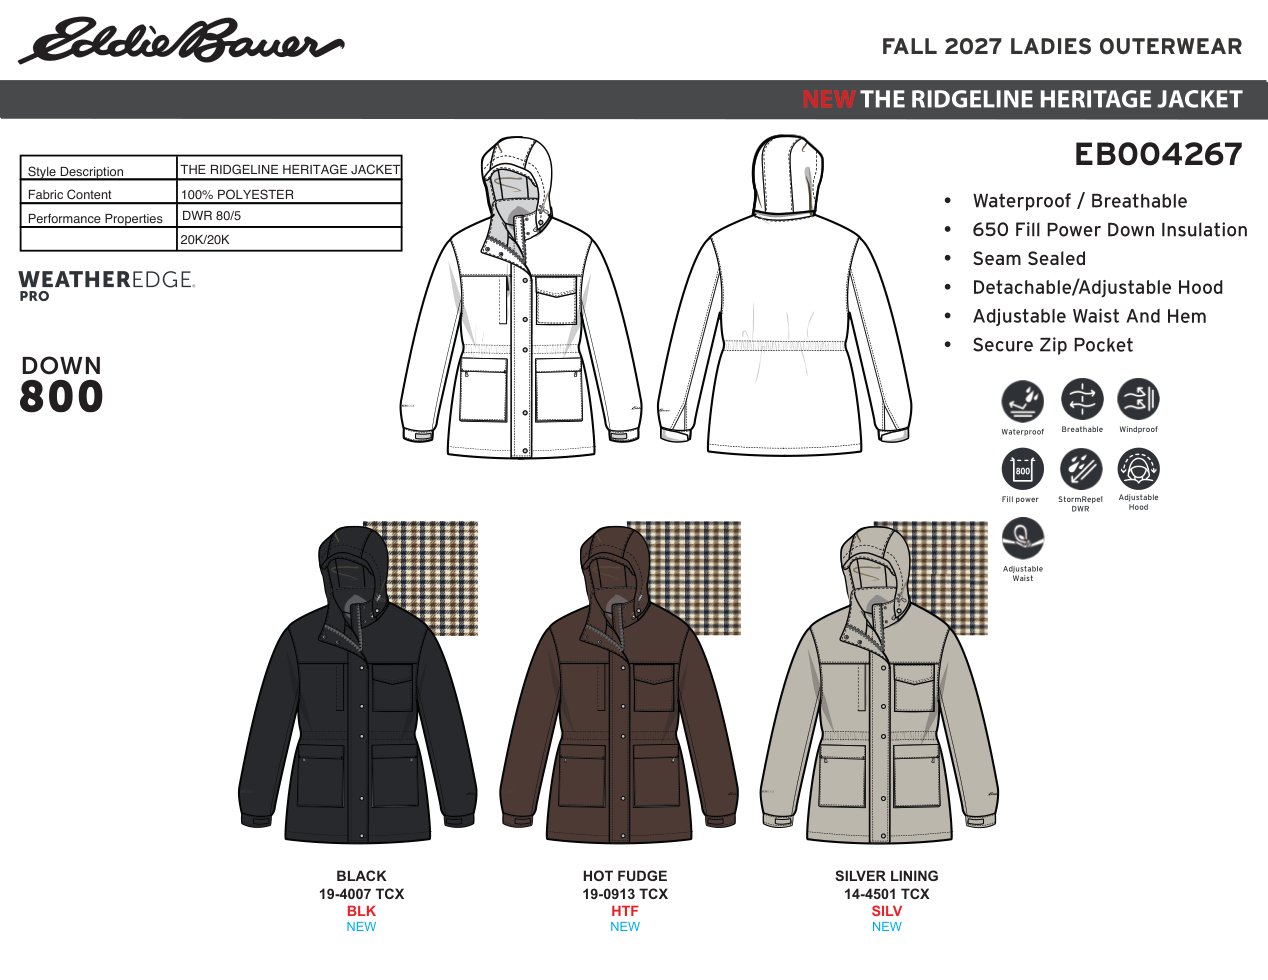 Eddie Bauer
FALL 2027 LADIES OUTERWEAR
NEW THE RIDGELINE HERITAGE JACKET
EB004267
Style Description THE RIDGELINE HERITAGE JACKET
Fabric Content 100% POLYESTER
Performance Properties DWR 80/5
20K/20K
WEATHEREDGE
PRO
DOWN
800
• Waterproof / Breathable
• 650 Fill Power Down Insulation
• Seam Sealed
• Detachable/Adjustable Hood
• Adjustable Waist And Hem
• Secure Zip Pocket
Waterproof
Breathable
Windproof
800
Fill power
StormRepel
DWR
Adjustable
Hood
Adjustable
Waist
BLACK
19-4007 TCX
BLK
NEW
HOT FUDGE
19-0913 TCX
HTF
NEW
SILVER LINING
14-4501 TCX
SILV
NEW